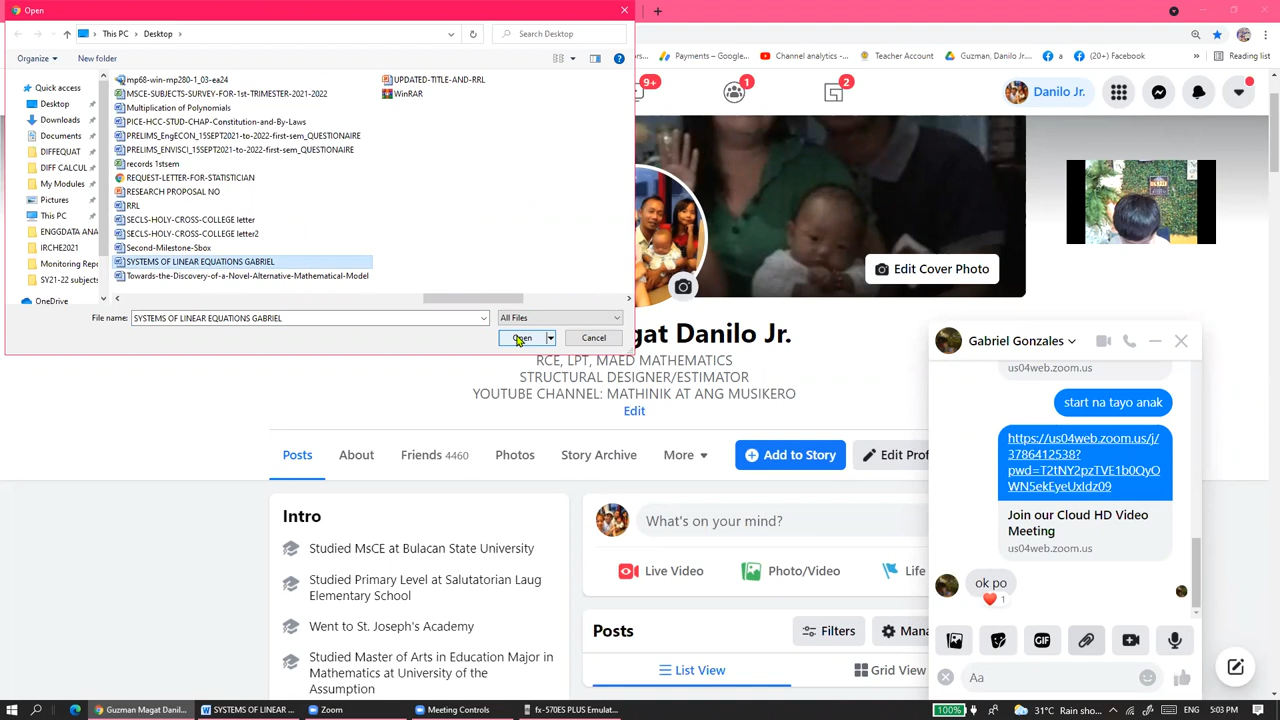 Open
This PC
Desktop
Search Desktop
Organize
New folder
Quick access
Desktop
Downloads
Documents
DIFFEQUAT
DIFF CALCUL
My Modules
Pictures
This PC
ENGGDATA ANA
IRCHE2021
Monitoring Repo
SY21-22 subjects
OneDrive
mp68-win-mp280-1_03-ea24
MSCE-SUBJECTS-SURVEY-FOR-1st-TRIMESTER-2021-2022
Multiplication of Polynomials
PICE-HCC-STUD-CHAP-Constitution-and-By-Laws
PRELIMS_EngECON_15SEPT2021-to-2022-first-sem_QUESTIONAIRE
PRELIMS_ENVISCI_15SEPT2021-to-2022-first-sem_QUESTIONAIRE
records 1stsem
REQUEST-LETTER-FOR-STATISTICIAN
RESEARCH PROPOSAL NO
RRL
SECLS-HOLY-CROSS-COLLEGE letter
SECLS-HOLY-CROSS-COLLEGE letter2
Second-Milestone-Sbox
SYSTEMS OF LINEAR EQUATIONS GABRIEL
Towards-the-Discovery-of-a-Novel-Alternative-Mathematical-Model
UPDATED-TITLE-AND-RRL
WinRAR
File name:
SYSTEMS OF LINEAR EQUATIONS GABRIEL
All Files
Open
Cancel
Payments – Google...
Channel analytics -...
Teacher Account
Guzman, Danilo Jr....
a
(20+) Facebook
»
Reading list
9+
1
2
Danilo Jr.
Edit Cover Photo
gat Danilo Jr.
RCE, LPT, MAED MATHEMATICS
STRUCTURAL DESIGNER/ESTIMATOR
YOUTUBE CHANNEL: MATHINIK AT ANG MUSIKERO
Edit
Posts
About
Friends 4460
Photos
Story Archive
More
Add to Story
Edit Prof
Intro
Studied MsCE at Bulacan State University
Studied Primary Level at Salutatorian Laug
Elementary School
Went to St. Joseph's Academy
Studied Master of Arts in Education Major in
Mathematics at University of the
Assumption
What's on your mind?
Live Video
Photo/Video
Life
Posts
Filters
Mana
List View
Grid View
Gabriel Gonzales
us04web.zoom.us
start na tayo anak
https://us04web.zoom.us/j/
3786412538?
pwd=T2tNY2pzTVE1b0QyO
WN5ekEyeUxIdz09
Join our Cloud HD Video
Meeting
us04web.zoom.us
ok po
1
GIF
Aa
Guzman Magat Danil...
SYSTEMS OF LINEAR ...
Zoom
Meeting Controls
fx-570ES PLUS Emulat...
100%
31°C Rain sho...
ENG
5:03 PM